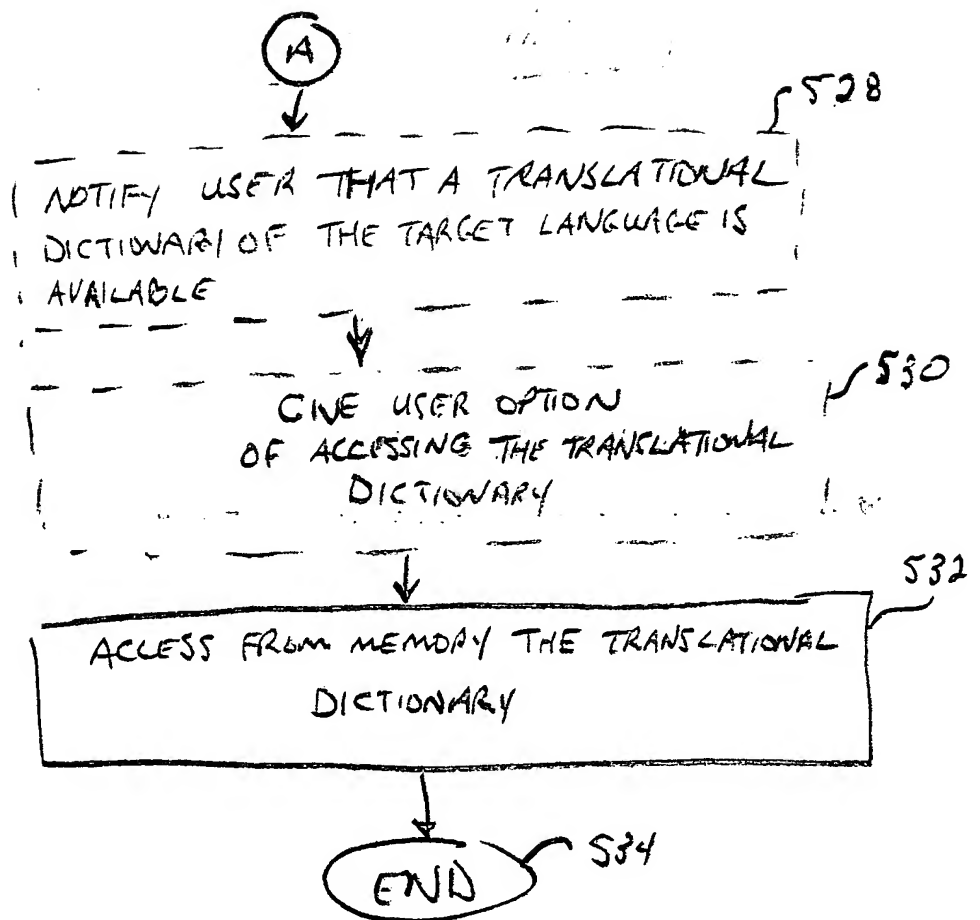 A
528
NOTIFY USER THAT A TRANSLATIONAL
DICTIONARY OF THE TARGET LANGUAGE IS
AVAILABLE
530
GIVE USER OPTION
OF ACCESSING THE TRANSLATIONAL
DICTIONARY
532
ACCESS FROM MEMORY THE TRANSLATIONAL
DICTIONARY
534
END